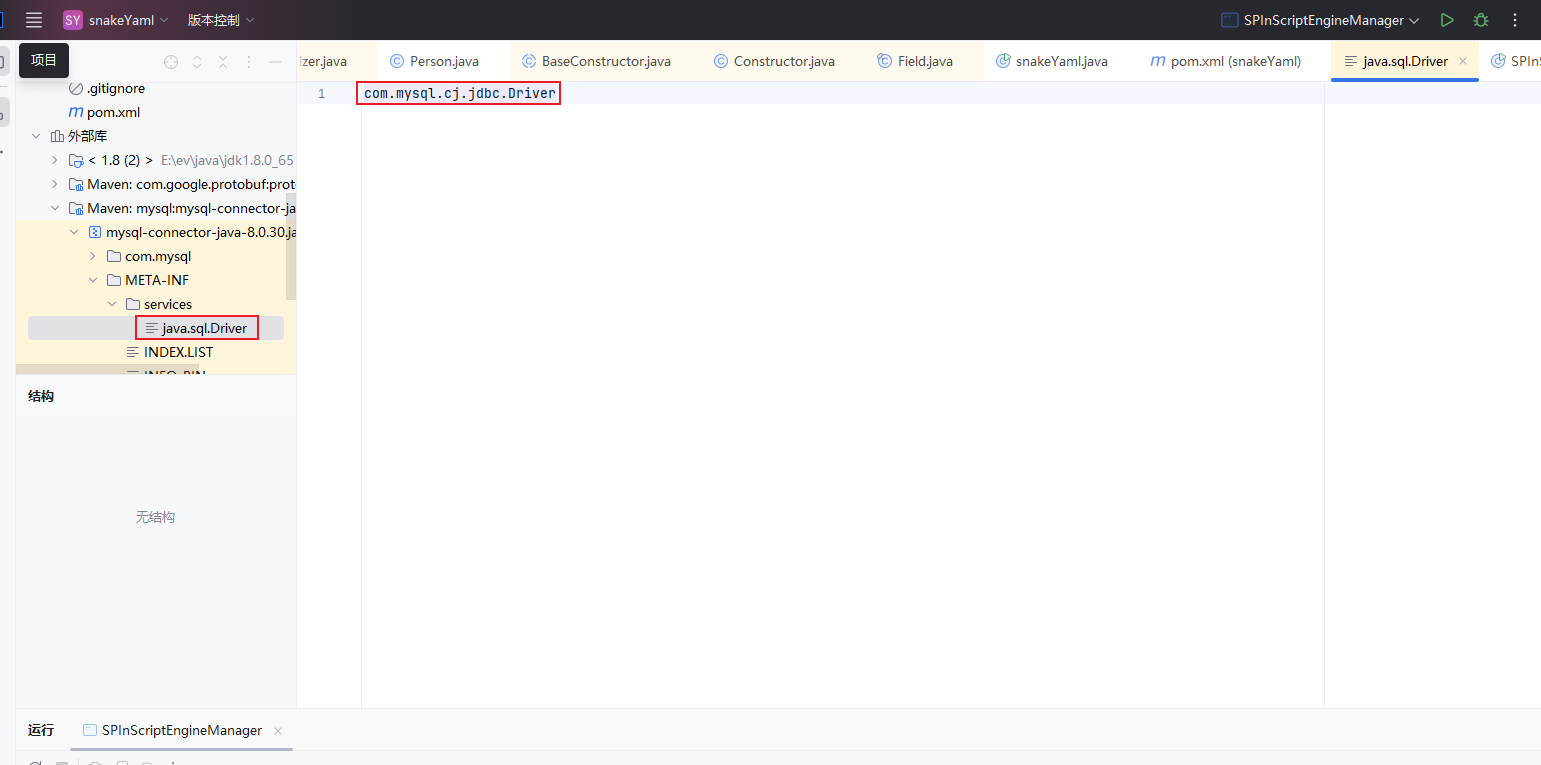 SY snakeYaml 版本控制 SPInScriptEngineManager
项目
izer.java Person.java BaseConstructor.java Constructor.java Field.java snakeYaml.java pom.xml (snakeYaml) java.sql.Driver SPInS
1 com.mysql.cj.jdbc.Driver
.gitignore
pom.xml
外部库
< 1.8 (2) > E:\ev\java\jdk1.8.0_65
Maven: com.google.protobuf:prot
Maven: mysql:mysql-connector-ja
mysql-connector-java-8.0.30.ja
com.mysql
META-INF
services
java.sql.Driver
INDEX.LIST
INFO_BIN
结构
无结构
运行 SPInScriptEngineManager